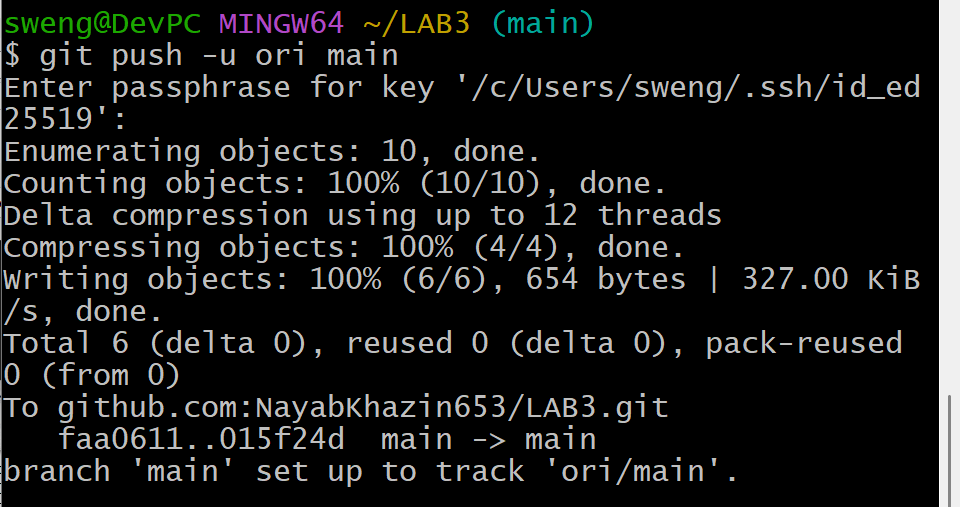 sweng@DevPC MINGW64 ~/LAB3 (main)
$ git push -u ori main
Enter passphrase for key '/c/Users/sweng/.ssh/id_ed
25519':
Enumerating objects: 10, done.
Counting objects: 100% (10/10), done.
Delta compression using up to 12 threads
Compressing objects: 100% (4/4), done.
Writing objects: 100% (6/6), 654 bytes | 327.00 KiB
/s, done.
Total 6 (delta 0), reused 0 (delta 0), pack-reused
0 (from 0)
To github.com:NayabKhazin653/LAB3.git
   faa0611..015f24d  main -> main
branch 'main' set up to track 'ori/main'.